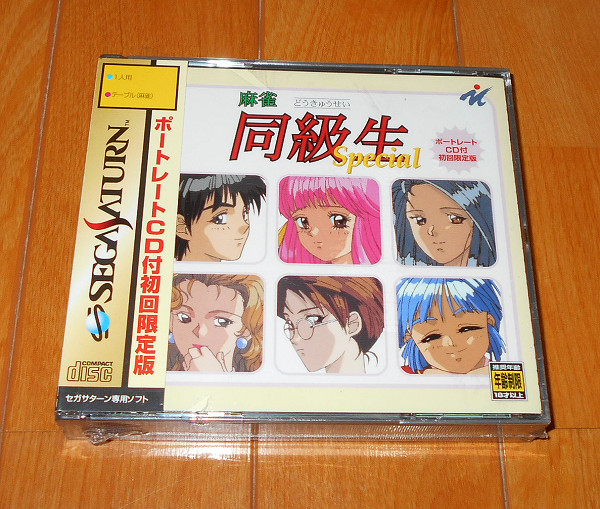 1人用
テーブル(麻雀)
SEGA SATURN™
ポートレートCD付初回限定版
COMPACT
disc
セガサターン専用ソフト
麻雀
どうきゅうせい
同級生
Special
ポートレート
CD付
初回限定版
推奨年齢
年齢制限
18才以上